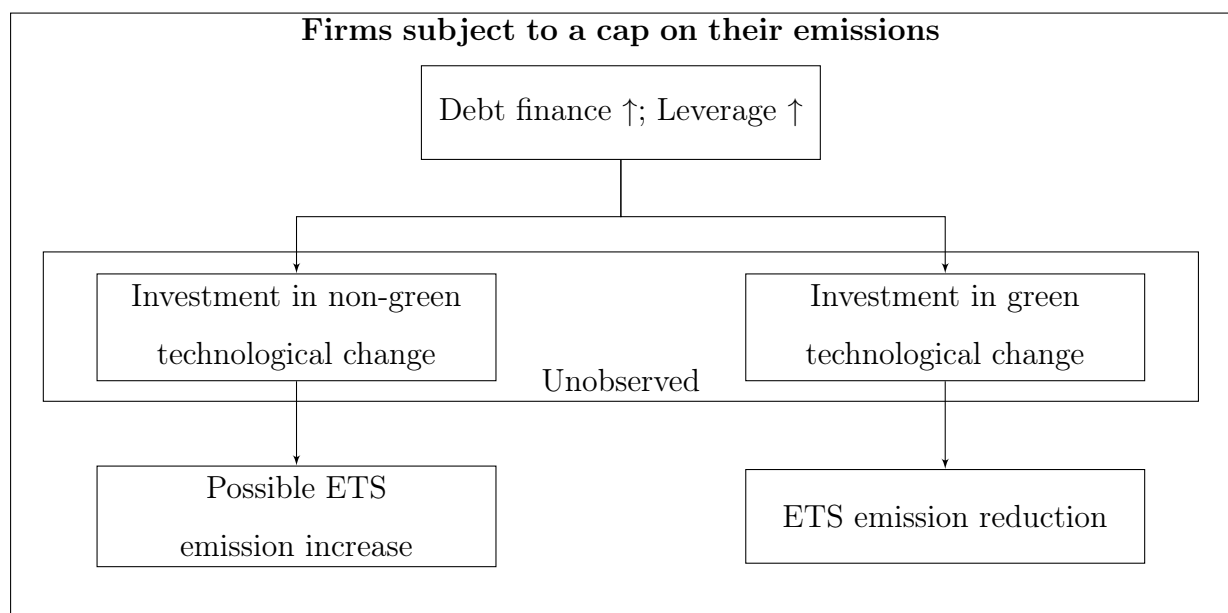 Firms subject to a cap on their emissions
Debt finance ↑; Leverage ↑
Investment in non-green
technological change
Investment in green
technological change
Unobserved
Possible ETS
emission increase
ETS emission reduction